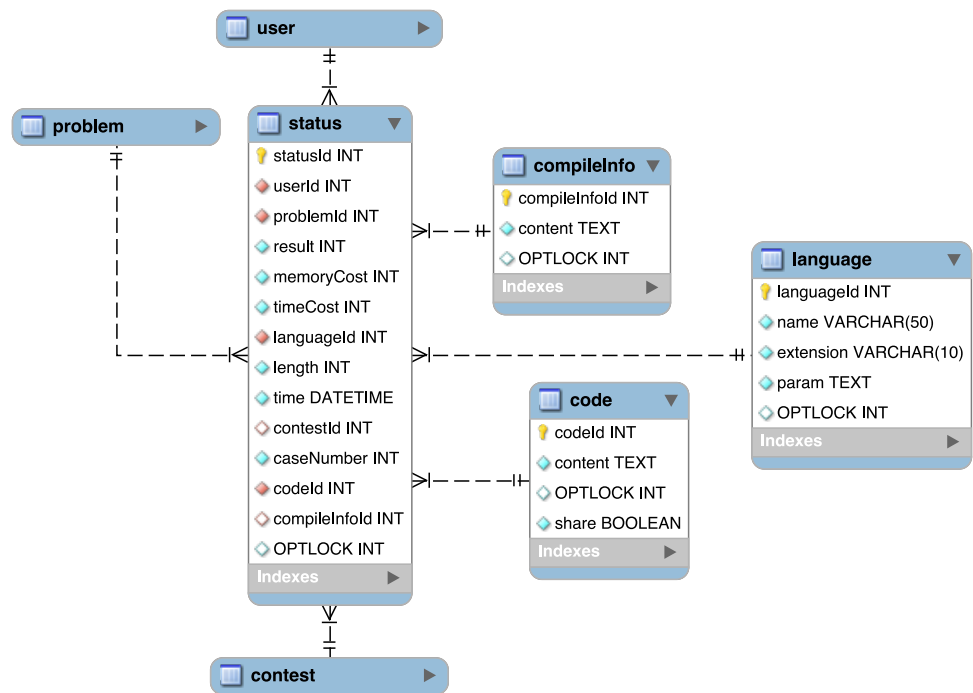 user
problem
status
statusId INT
userId INT
problemId INT
result INT
memoryCost INT
timeCost INT
languageId INT
length INT
time DATETIME
contestId INT
caseNumber INT
codeId INT
compileInfoId INT
OPTLOCK INT
Indexes
compileInfo
compileInfoId INT
content TEXT
OPTLOCK INT
Indexes
language
languageId INT
name VARCHAR(50)
extension VARCHAR(10)
param TEXT
OPTLOCK INT
Indexes
code
codeId INT
content TEXT
OPTLOCK INT
share BOOLEAN
Indexes
contest